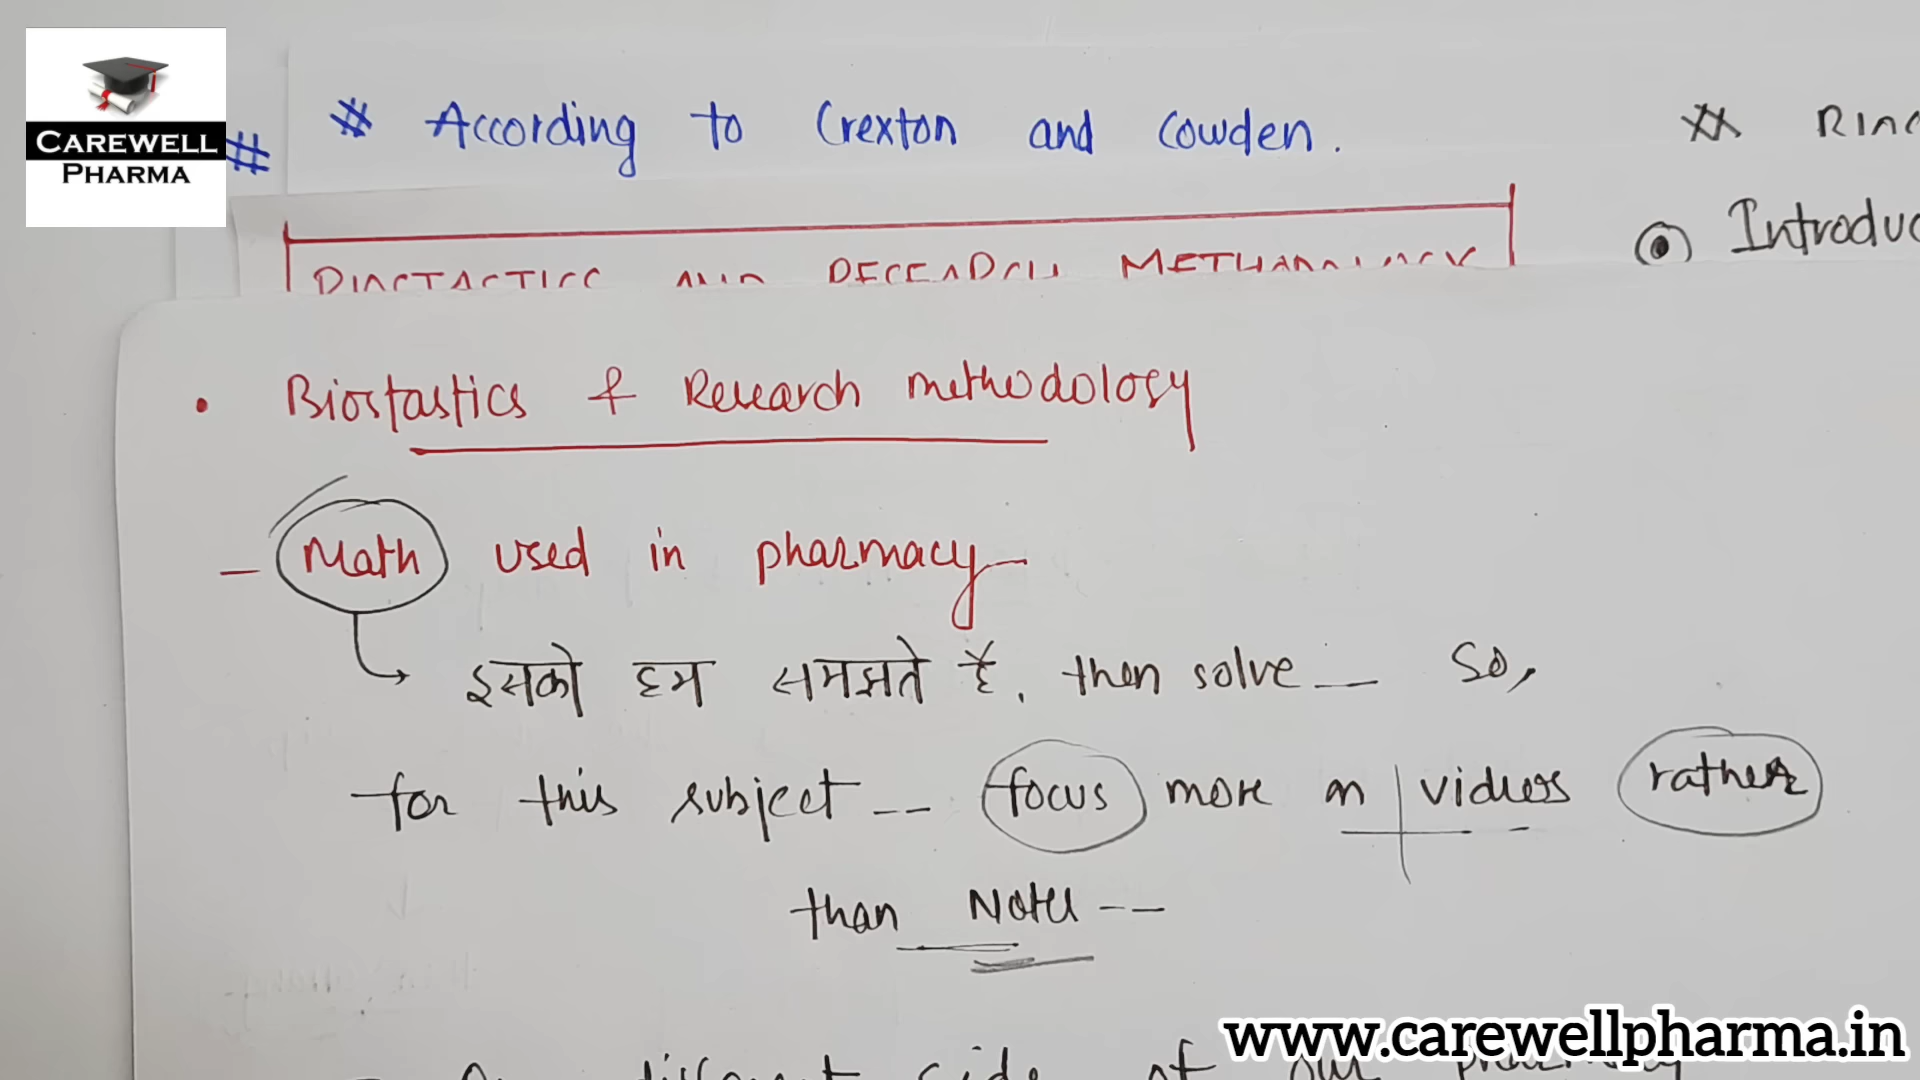 CAREWELL
PHARMA
#
# According to Crexton and Cowden.
Introduc
• Biostastics & Research methodology
- Math used in pharmacy -
इसको हम समझते है, then solve -- So,
for this subject -- focus more on videos rather
than Notes --
www.carewellpharma.in